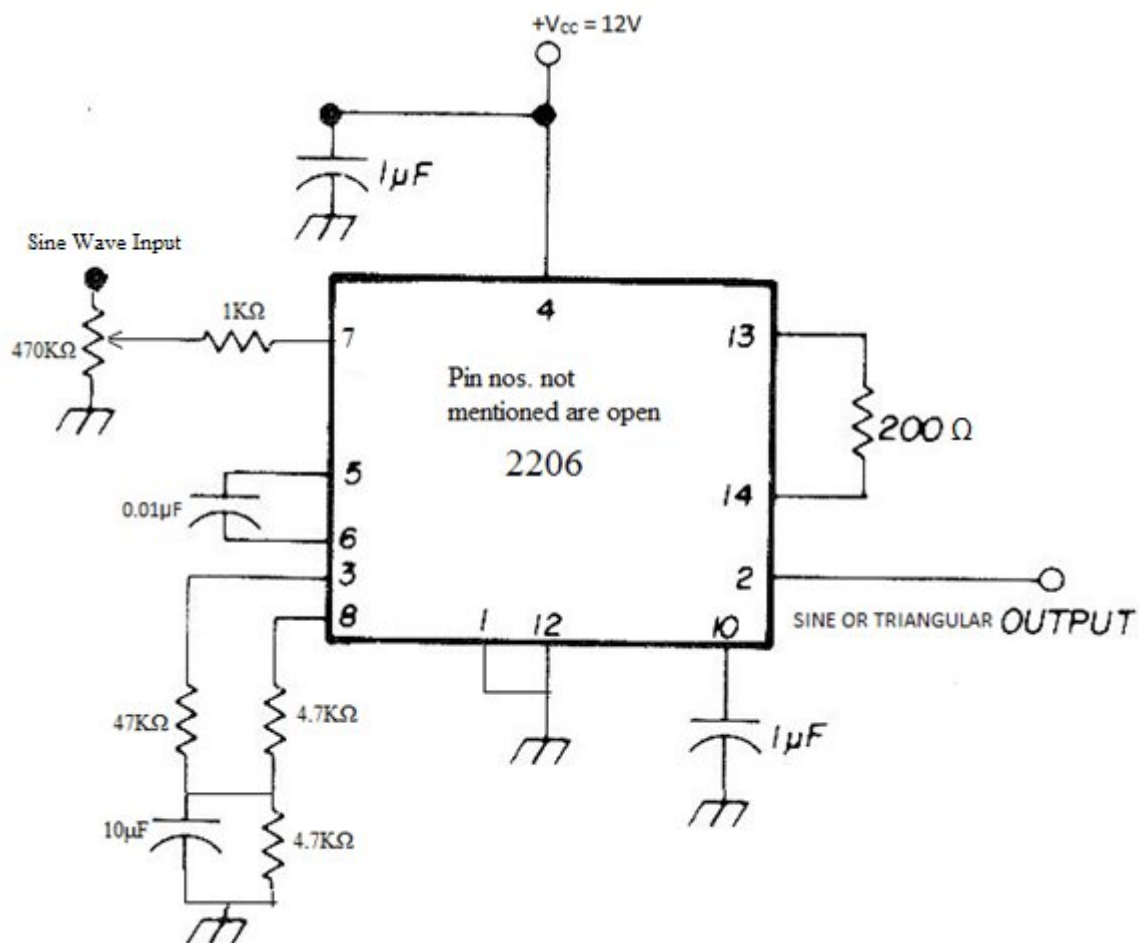 +Vcc = 12V
1µF
Sine Wave Input
470KΩ
1KΩ
7
4
13
Pin nos. not
mentioned are open
2206
200 Ω
5
0.01µF
6
14
3
2
8
1
12
10
SINE OR TRIANGULAR OUTPUT
47KΩ
4.7KΩ
1µF
10µF
4.7KΩ